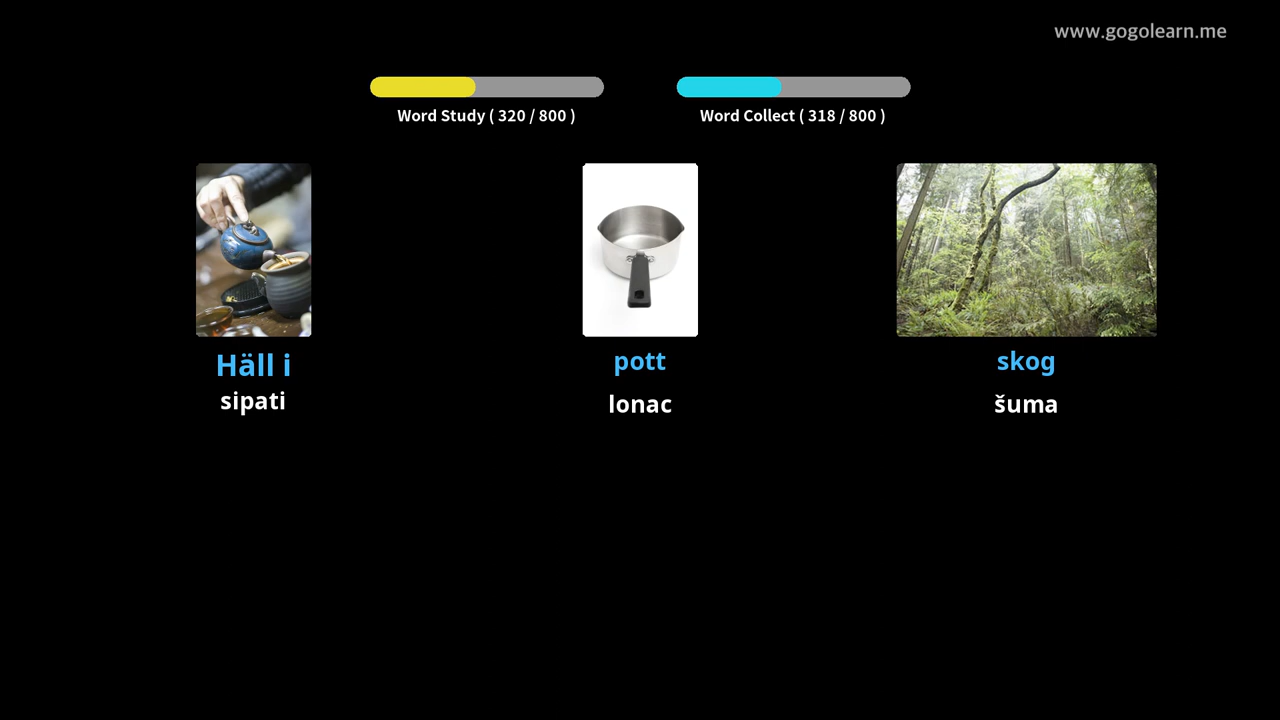 www.gogolearn.me
Word Study ( 320 / 800 )
Word Collect ( 318 / 800 )
Häll i
sipati
pott
lonac
skog
šuma